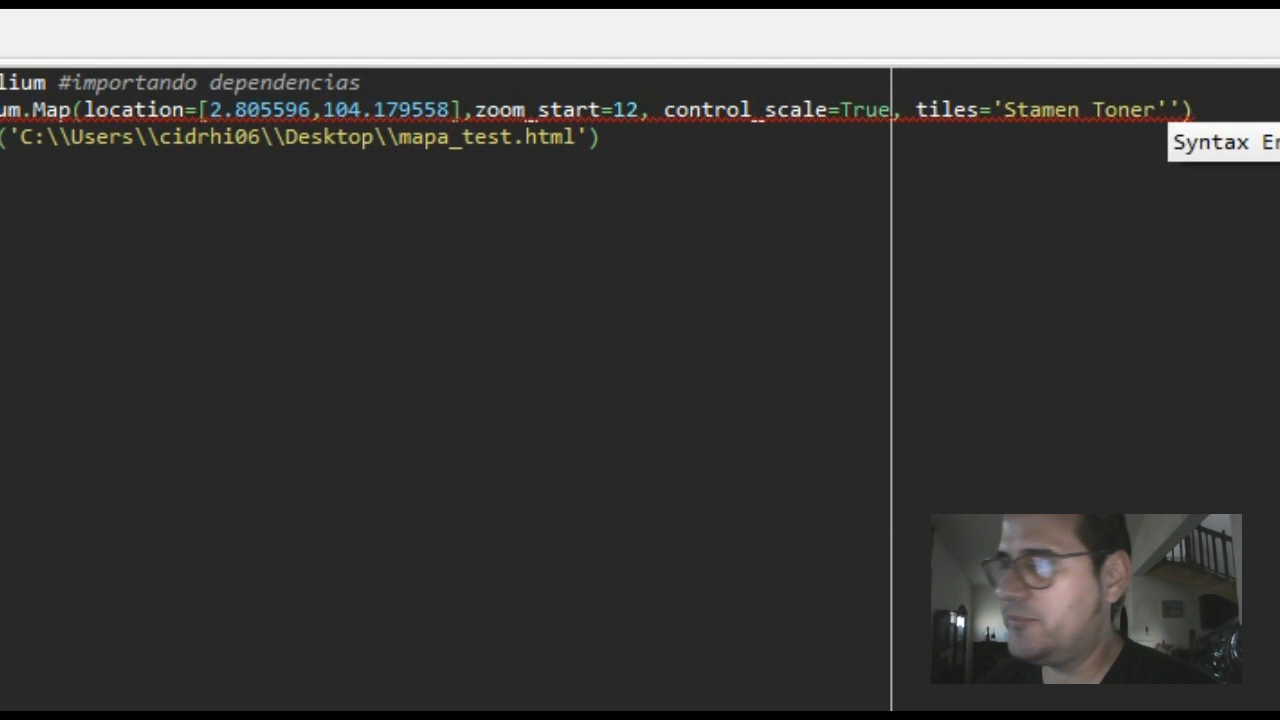 lium #importando dependencias
um.Map(location=[2.805596,104.179558],zoom_start=12, control_scale=True, tiles='Stamen Toner'')
('C:\\Users\\cidrhi06\\Desktop\\mapa_test.html')
Syntax Er